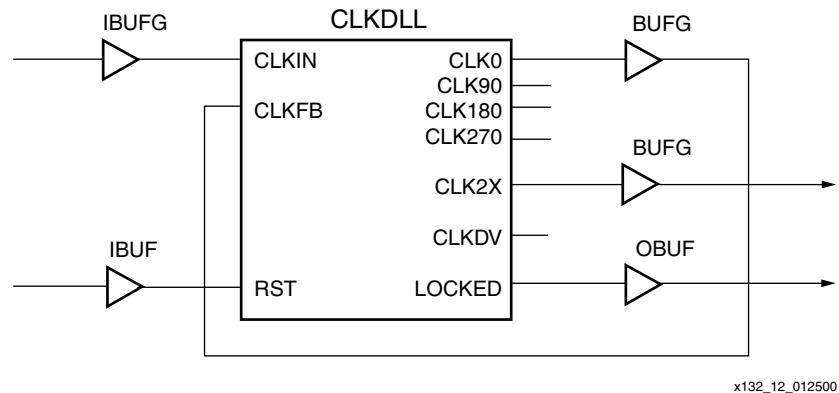 CLKDLL
IBUFG
BUFG
CLKIN
CLK0
CLK90
CLKFB
CLK180
CLK270
BUFG
CLK2X
CLKDV
IBUF
OBUF
RST
LOCKED
x132_12_012500